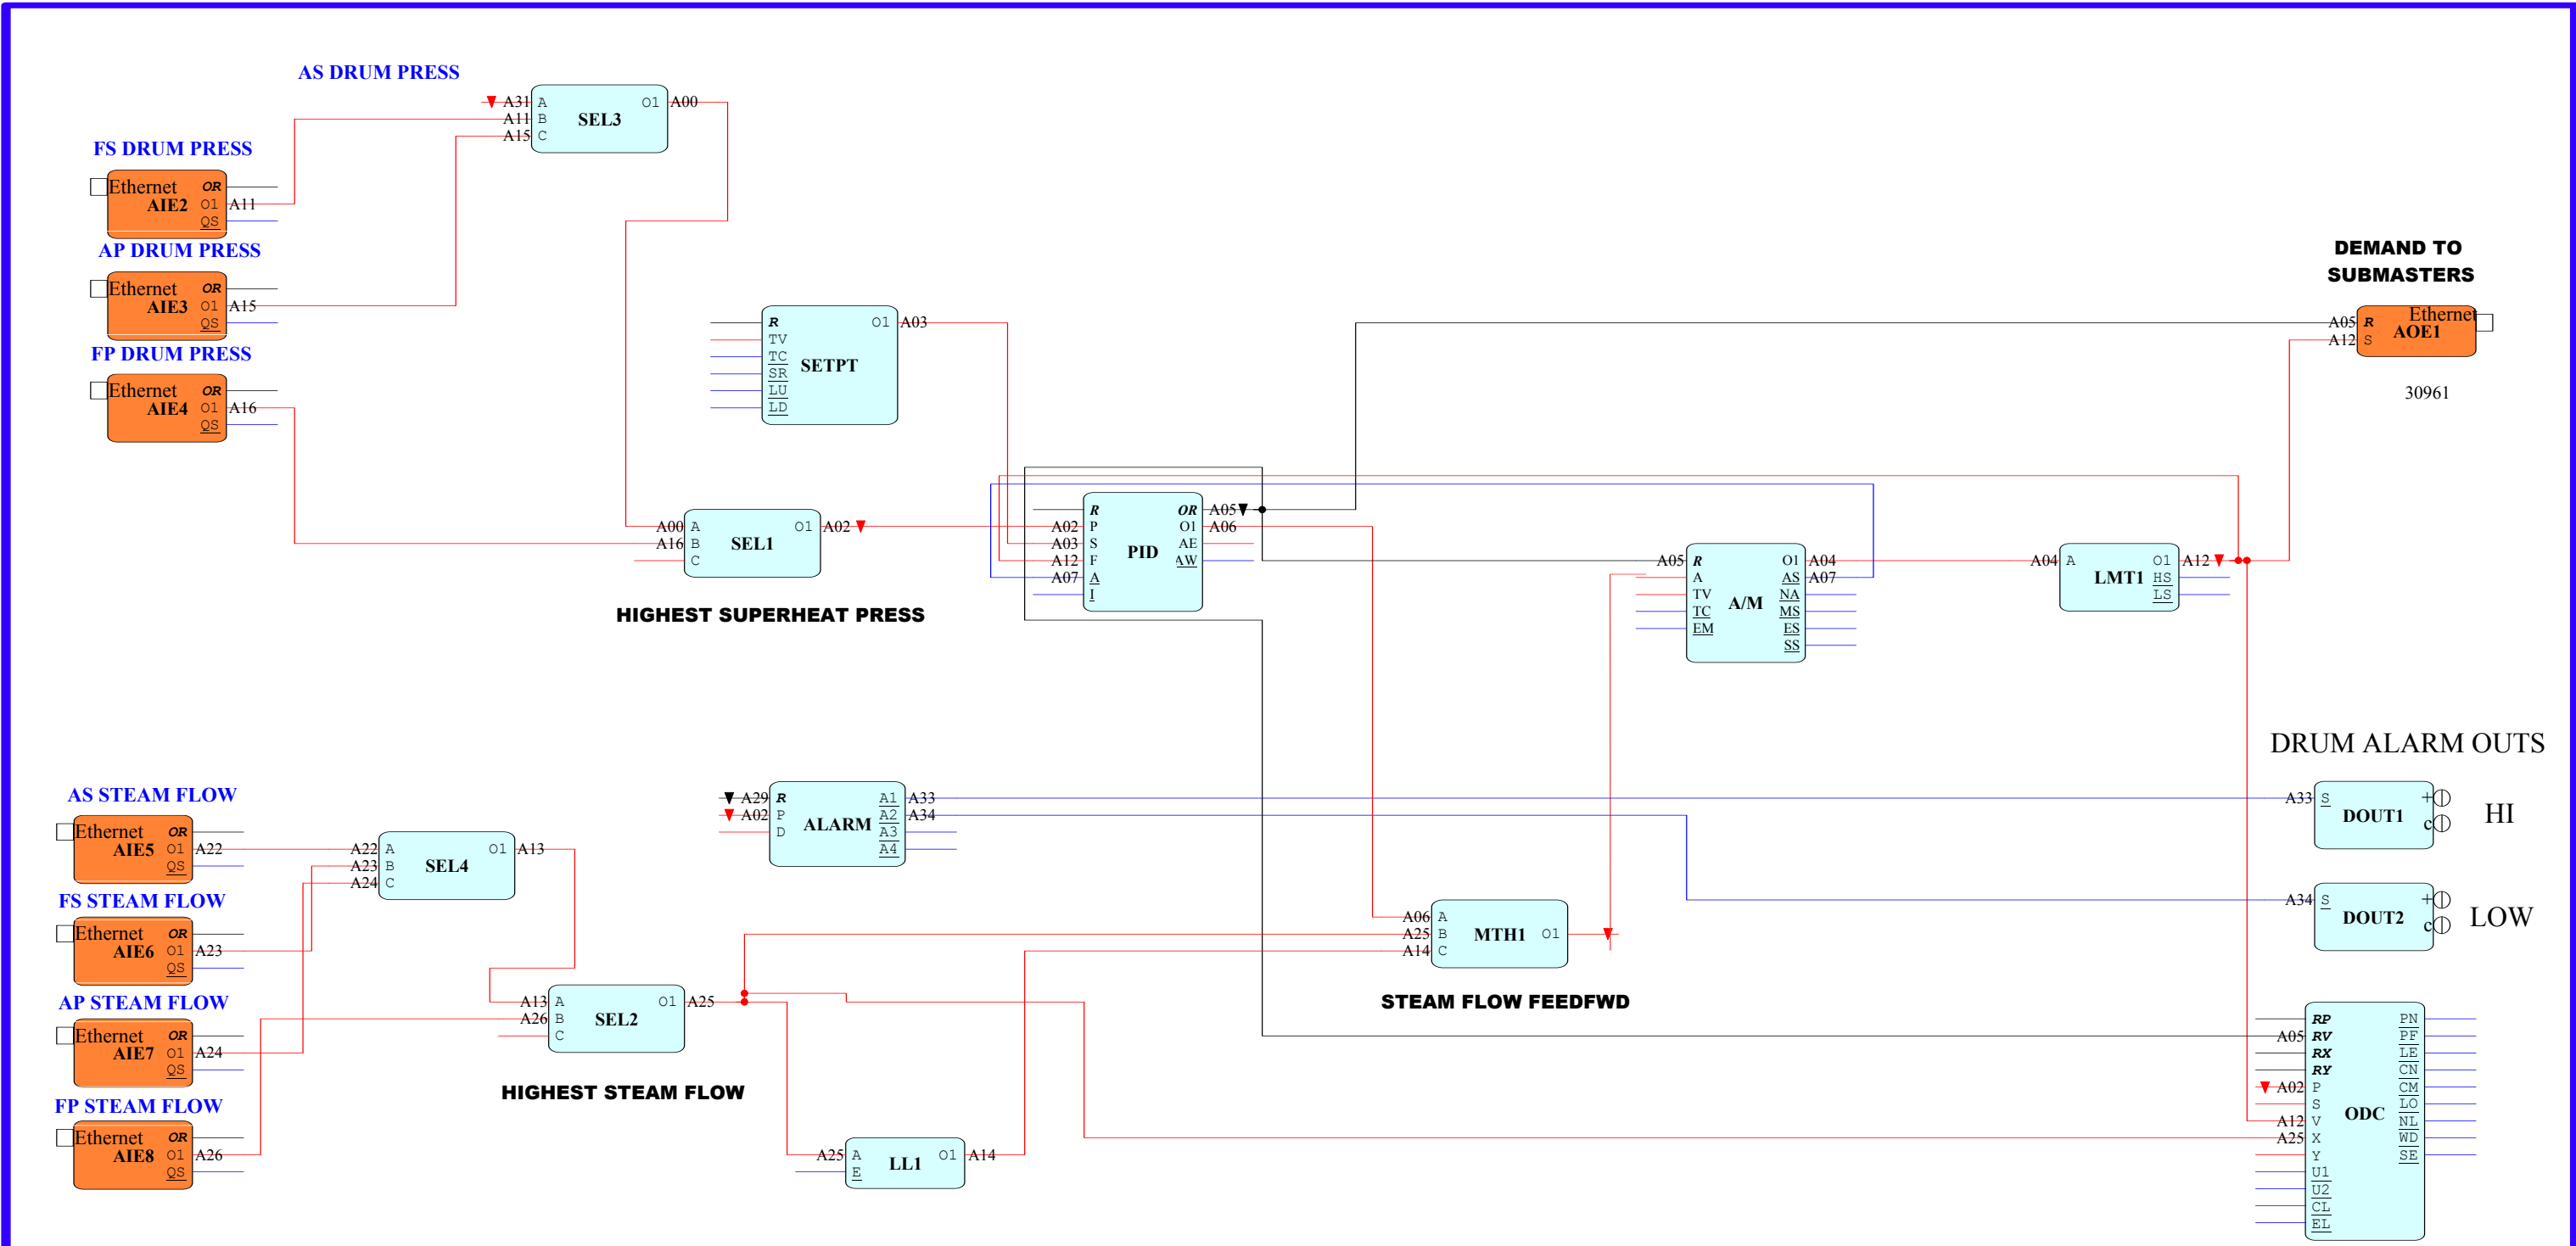 AS DRUM PRESS
A31 A O1 A00
A11 B SEL3
A15 C
FS DRUM PRESS
Ethernet OR
AIE2 O1 A11
QS
AP DRUM PRESS
Ethernet OR
AIE3 O1 A15
QS
FP DRUM PRESS
Ethernet OR
AIE4 O1 A16
QS
R O1 A03
TV
TC
SETPT
SR
LU
LD
DEMAND TO
SUBMASTERS
A05 R Ethernet
A12 S AOE1
30961
A00 A O1 A02
A16 B SEL1
C
HIGHEST SUPERHEAT PRESS
R OR A05
A02 P O1 A06
A03 S PID AE
A12 F AW
A07 A
I
A05 R O1 A04
A AS A07
TV A/M NA
TC MS
EM ES
SS
A04 A O1 A12
LMT1 HS
LS
DRUM ALARM OUTS
A33 S DOUT1 +
c
HI
A34 S DOUT2 +
c
LOW
AS STEAM FLOW
Ethernet OR
AIE5 O1 A22
QS
FS STEAM FLOW
Ethernet OR
AIE6 O1 A23
QS
AP STEAM FLOW
Ethernet OR
AIE7 O1 A24
QS
FP STEAM FLOW
Ethernet OR
AIE8 O1 A26
QS
A22 A O1 A13
A23 B SEL4
A24 C
A29 R A1 A33
A02 P A2 A34
D ALARM A3
A4
A13 A O1 A25
A26 B SEL2
C
HIGHEST STEAM FLOW
A25 A O1 A14
E LL1
A06 A
A25 B MTH1 O1
A14 C
STEAM FLOW FEEDFWD
RP PN
A05 RV PF
RX LE
RY CN
A02 P CM
S ODC LO
A12 V NL
A25 X WD
Y SE
U1
U2
CL
EL